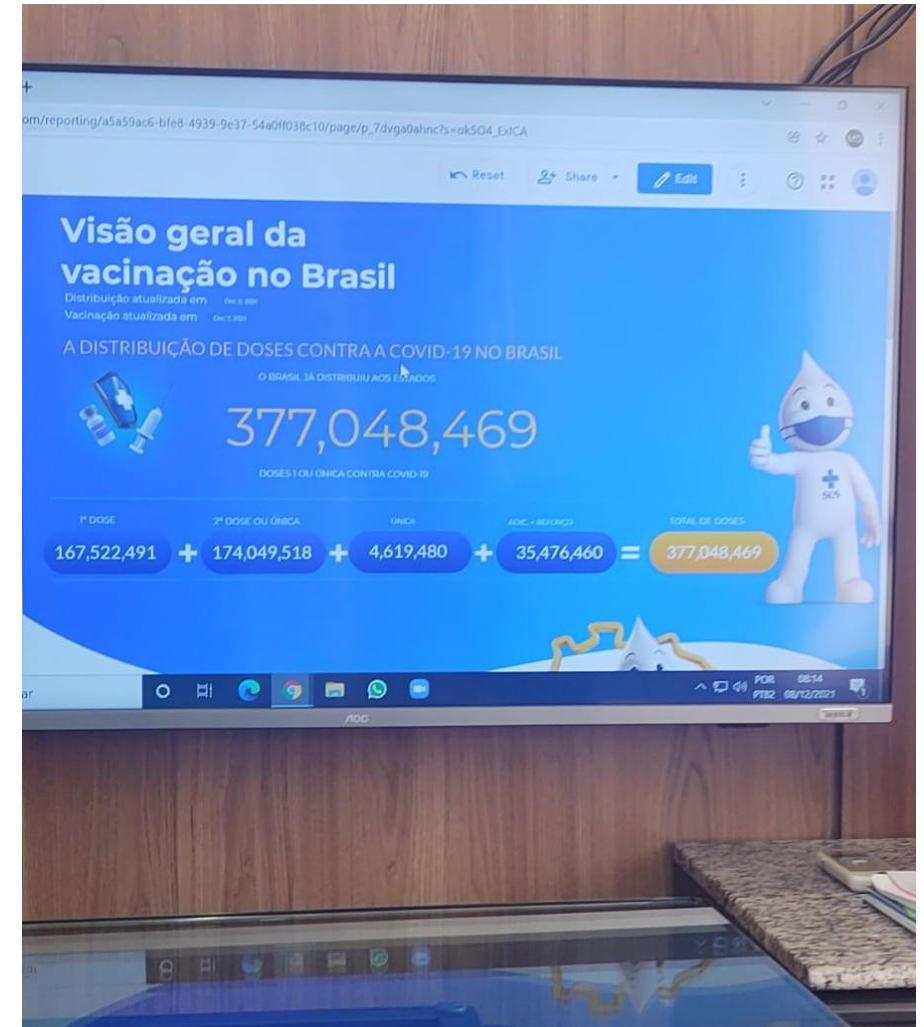 +
om/reporting/a5a59ac6-bfe8-4939-9e37-54a0ff038c10/page/p_7dvga0ahnc?s=ok5O4_ExICA
Reset Share Edit
Visão geral da
vacinação no Brasil
Distribuição atualizada em
Vacinação atualizada em
A DISTRIBUIÇÃO DE DOSES CONTRA A COVID-19 NO BRASIL
O BRASIL JÁ DISTRIBUIU AOS ESTADOS
377,048,469
DOSES 1 OU ÚNICA CONTRA COVID-19
1ª DOSE 2ª DOSE OU ÚNICA ÚNICA ADIC. + REFORÇO TOTAL DE DOSES
167,522,491 + 174,049,518 + 4,619,480 + 35,476,460 = 377,048,469
SUS
ar
POR 08:14
PTB2 08/12/2021
AOC